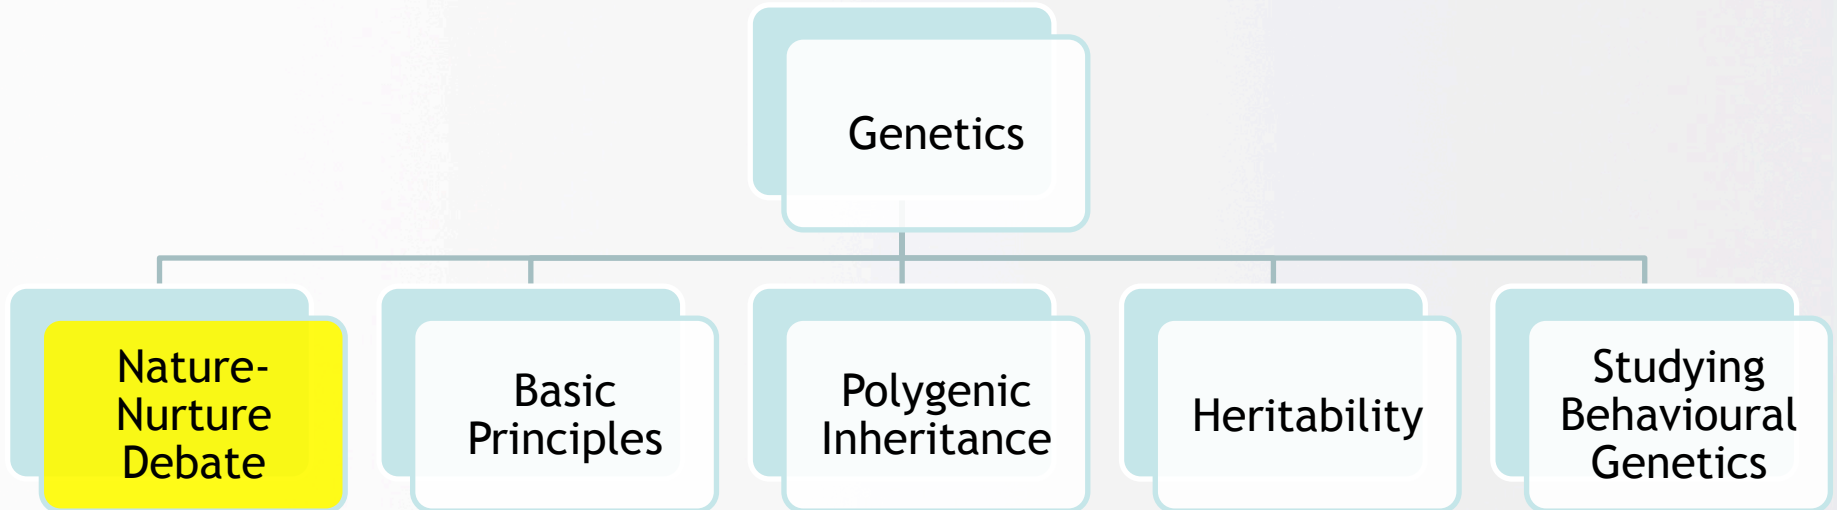 Genetics
Nature-
Nurture
Debate
Basic
Principles
Polygenic
Inheritance
Heritability
Studying
Behavioural
Genetics